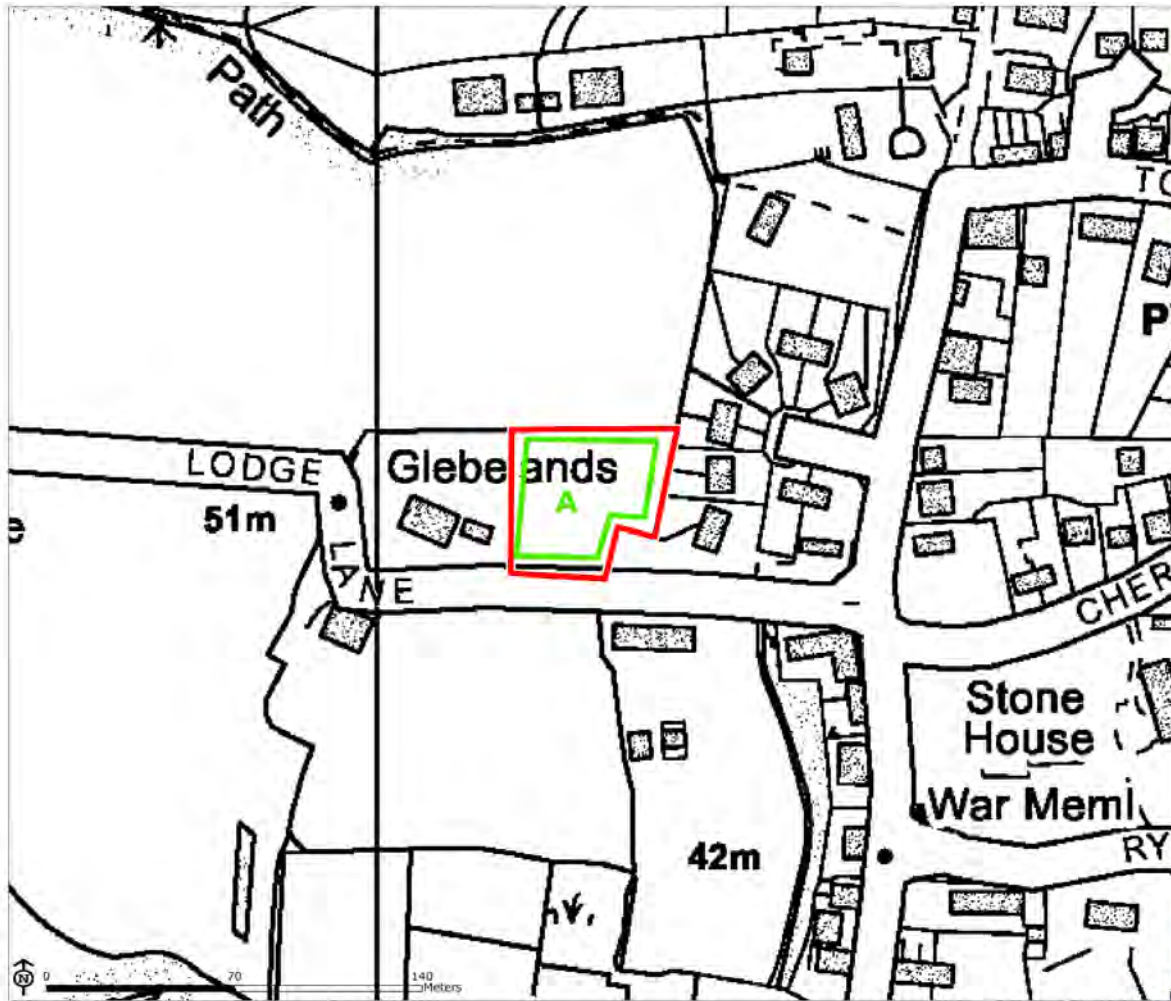 Path
TO
P
LODGE
Glebelands
A
51m
e
LANE
CHER
Stone
House
War Meml
42m
RY
N
0 70 140
Meters